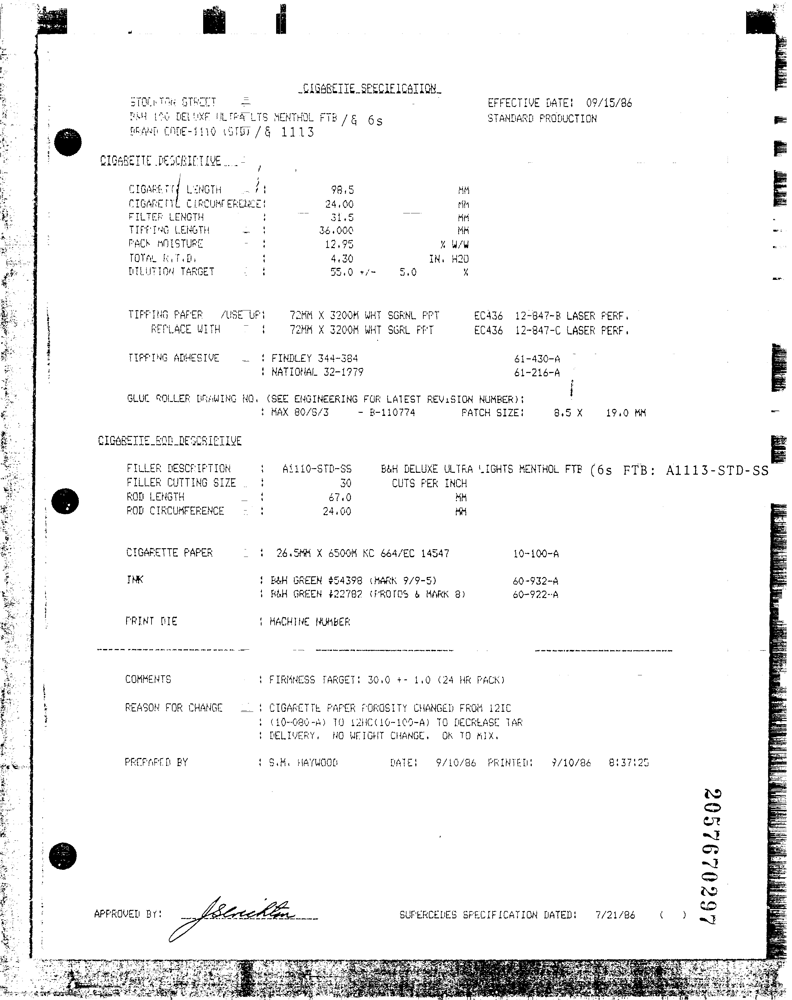 CIGARETTE SPECIFICATION
STOCKTON STREET EFFECTIVE DATE: 09/15/86
B&H 100 DELUXE ULTRA LTS MENTHOL FTB / & 6s STANDARD PRODUCTION
BRAND CODE-1110 (STD) / & 1113
CIGARETTE DESCRIPTIVE
CIGARETTE LENGTH : 98.5 MM
CIGARETTE CIRCUMFERENCE: 24.00 MM
FILTER LENGTH : 31.5 MM
TIPPING LENGTH : 36.000 MM
PACK MOISTURE : 12.95 % W/W
TOTAL R.T.D. : 4.30 IN. H2O
DILUTION TARGET : 55.0 +/- 5.0 %
TIPPING PAPER /USE UP: 72MM X 3200M WHT SGRNL PPT EC436 12-847-B LASER PERF.
REPLACE WITH : 72MM X 3200M WHT SGRL PPT EC436 12-847-C LASER PERF.
TIPPING ADHESIVE : FINDLEY 344-384 61-430-A
: NATIONAL 32-1979 61-216-A
GLUE ROLLER DRAWING NO. (SEE ENGINEERING FOR LATEST REVISION NUMBER):
: MAX 80/S/3 - B-110774 PATCH SIZE: 8.5 X 19.0 MM
CIGARETTE ROD DESCRIPTIVE
FILLER DESCRIPTION : A1110-STD-SS B&H DELUXE ULTRA LIGHTS MENTHOL FTB (6s FTB: A1113-STD-SS
FILLER CUTTING SIZE : 30 CUTS PER INCH
ROD LENGTH : 67.0 MM
ROD CIRCUMFERENCE : 24.00 MM
CIGARETTE PAPER : 26.5MM X 6500M KC 664/EC 14547 10-100-A
INK : B&H GREEN #54398 (MARK 9/9-5) 60-932-A
: B&H GREEN #22782 (PROTOS & MARK 8) 60-922-A
PRINT DIE : MACHINE NUMBER
COMMENTS : FIRMNESS TARGET: 30.0 +- 1.0 (24 HR PACK)
REASON FOR CHANGE : CIGARETTE PAPER POROSITY CHANGED FROM 12IC
: (10-080-A) TO 12HC(10-100-A) TO DECREASE TAR
: DELIVERY. NO WEIGHT CHANGE. OK TO MIX.
PREPARED BY : S.M. HAYWOOD DATE: 9/10/86 PRINTED: 9/10/86 8:37:25
2057670297
APPROVED BY: SUPERCEDES SPECIFICATION DATED: 7/21/86 ( )